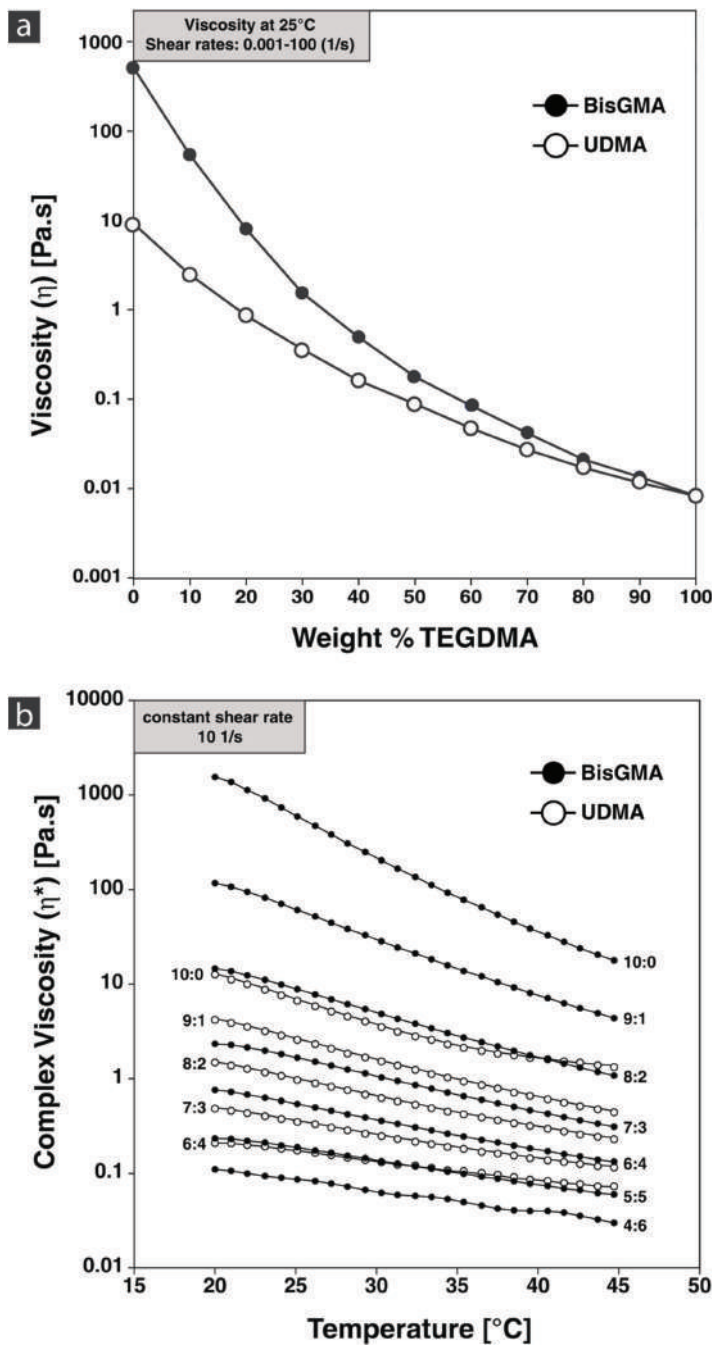 a
Viscosity at 25°C
Shear rates: 0.001-100 (1/s)
BisGMA
UDMA
Viscosity (η) [Pa.s]
1000
100
10
1
0.1
0.01
0.001
0 10 20 30 40 50 60 70 80 90 100
Weight % TEGDMA
b
constant shear rate
10 1/s
BisGMA
UDMA
Complex Viscosity (η*) [Pa.s]
10000
1000
100
10
1
0.1
0.01
10:0
9:1
8:2
7:3
6:4
10:0
9:1
8:2
7:3
6:4
5:5
4:6
15 20 25 30 35 40 45 50
Temperature [°C]